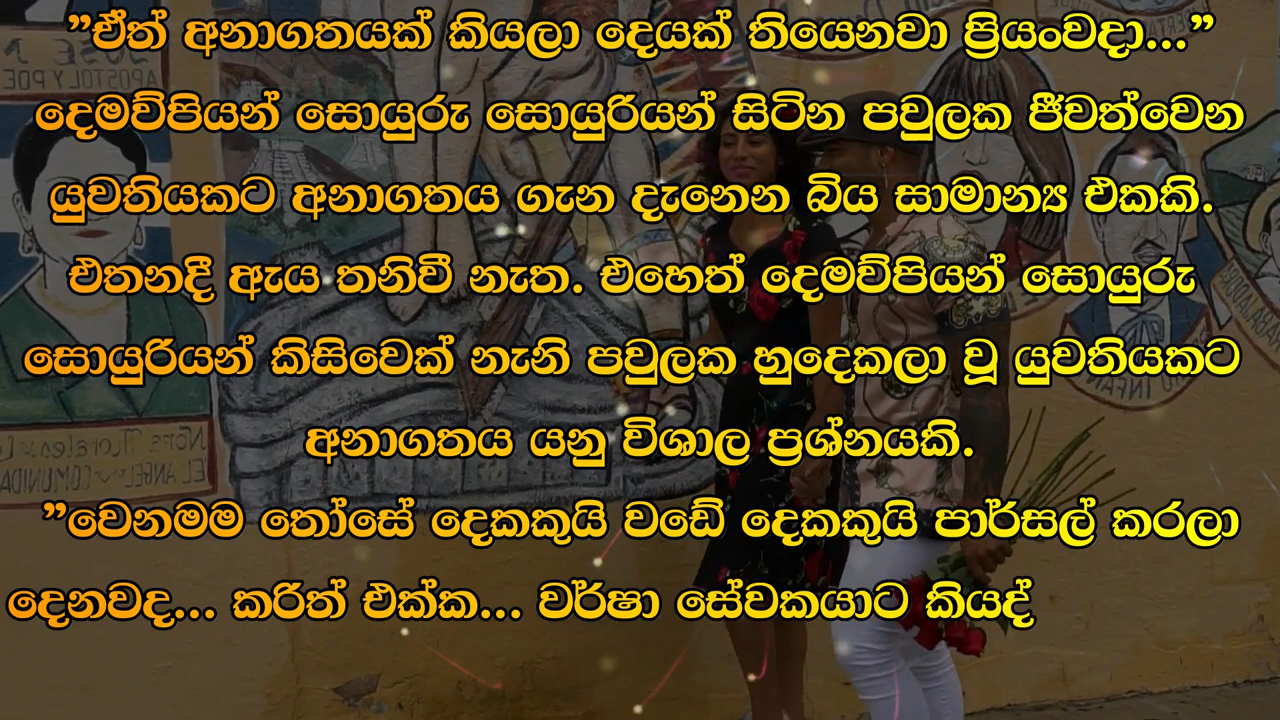 ”ඒත් අනාගතයක් කියලා දෙයක් තියෙනවා ප්‍රියංවදා...”
දෙමව්පියන් සොයුරු සොයුරියන් සිටින පවුලක ජීවත්වෙන
යුවතියකට අනාගතය ගැන දැනෙන බිය සාමාන්‍ය එකකි.
එතනදී ඇය තනිවී නැත. එහෙත් දෙමව්පියන් සොයුරු
සොයුරියන් කිසිවෙක් නැනි පවුලක හුදෙකලා වූ යුවතියකට
අනාගතය යනු විශාල ප්‍රශ්නයකි.
”වෙනමම තෝසේ දෙකකුයි වඩේ දෙකකුයි පාර්සල් කරලා
දෙනවද... කරිත් එක්ක... වර්ෂා සේවකයාට කියද්